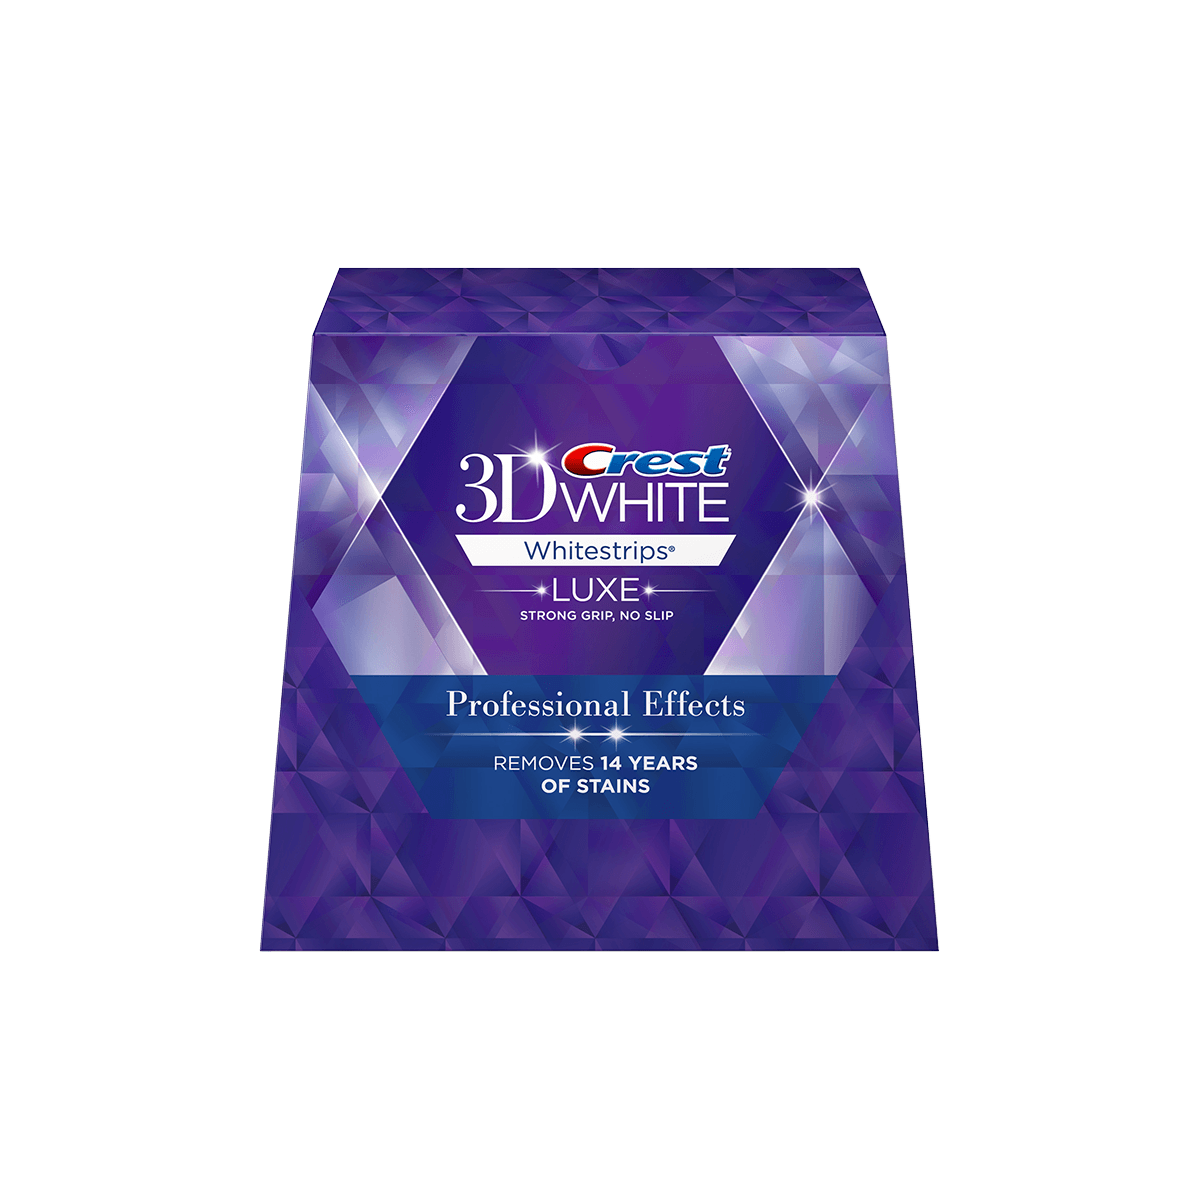 Crest
3D WHITE
Whitestrips®
LUXE
STRONG GRIP, NO SLIP
Professional Effects
REMOVES 14 YEARS
OF STAINS